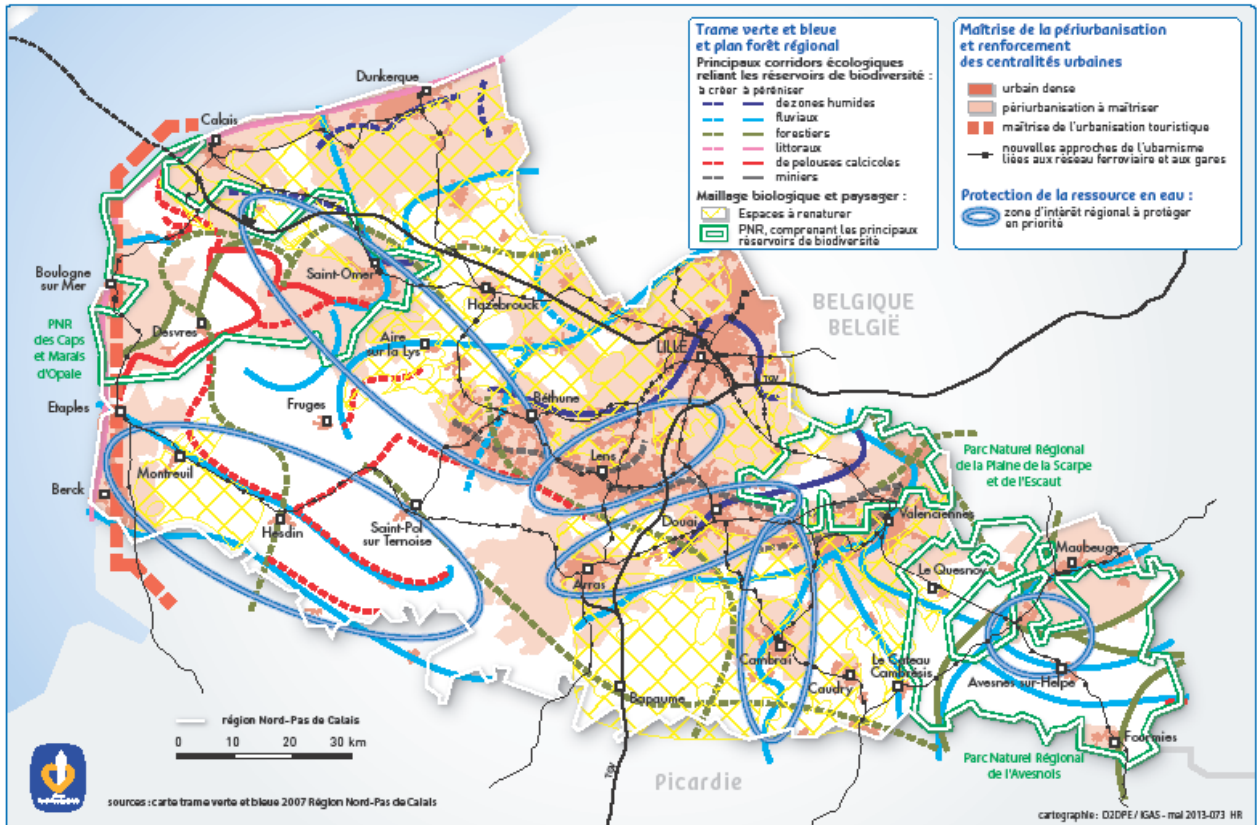 Trame verte et bleue
et plan forêt régional
Principaux corridors écologiques
reliant les réservoirs de biodiversité :
à créer à péréniser
de zones humides
fluviaux
forestiers
littoraux
de pelouses calcicoles
miniers
Maillage biologique et paysager :
Espaces à renaturer
PNR, comprenant les principaux
réservoirs de biodiversité
Maîtrise de la périurbanisation
et renforcement
des centralités urbaines
urbain dense
périurbanisation à maîtriser
maîtrise de l'urbanisation touristique
nouvelles approches de l'ubarnisme
liées aux réseau ferroviaire et aux gares
Protection de la ressource en eau :
zone d'intérêt régional à protéger
en priorité
Dunkerque
Calais
Saint-Omer
Boulogne
sur Mer
Hazebrouck
BELGIQUE
BELGIË
Desvres
PNR
des Caps
et Marais
d'Opale
Aire
sur la Lys
LILLE
TGV
Etaples
Fruges
Béthune
Montreuil
Lens
Parc Naturel Régional
de la Plaine de la Scarpe
et de l'Escaut
Berck
Hesdin
Saint-Pol
sur Ternoise
Douai
Valenciennes
Maubeuge
Arras
Le Quesnoy
Cambrai
Caudry
Le Cateau
Cambrésis
Avesnes sur-Helpe
Bapaume
Fourmies
TGV
Picardie
Parc Naturel Régional
de l'Avesnois
région Nord-Pas de Calais
0 10 20 30 km
sources : carte trame verte et bleue 2007 Région Nord-Pas de Calais
cartographie : D2DPE / IGAS - mai 2013-073 HR